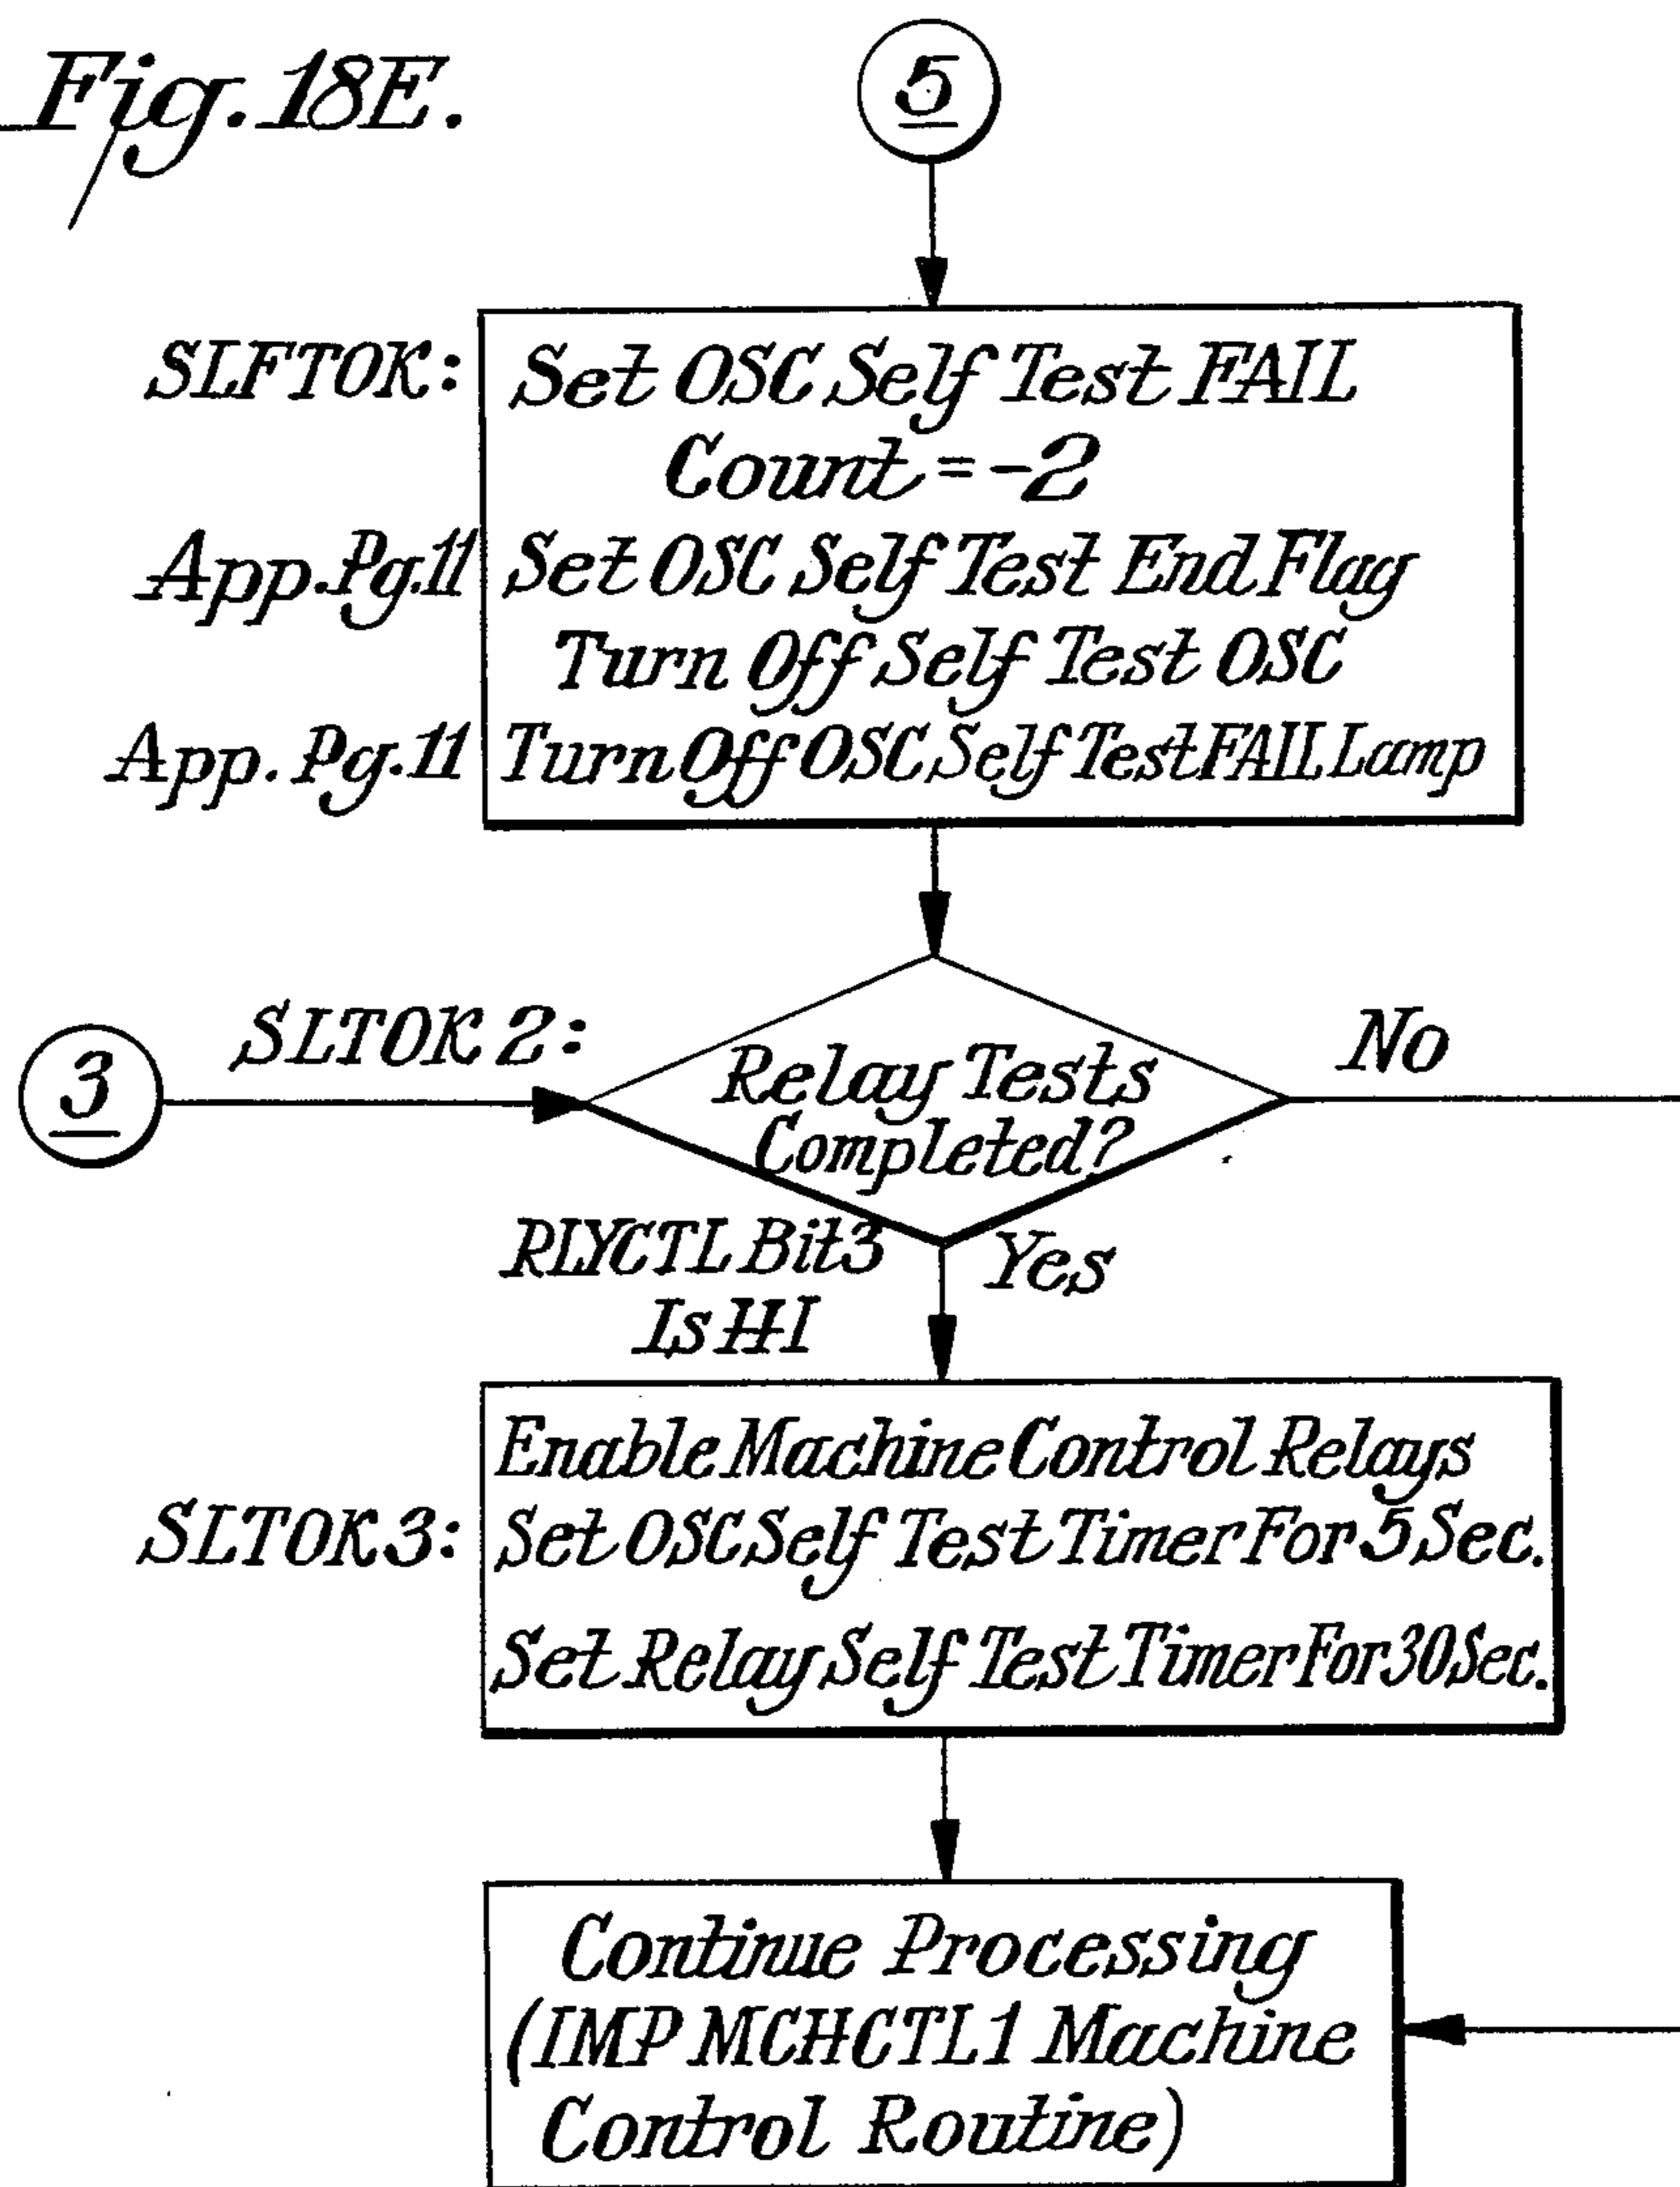 Fig. 18E.
5
SLFTOK:
Set OSC Self Test FAIL
Count = -2
App. Pg. 11
Set OSC Self Test End Flag
Turn Off Self Test OSC
App. Pg. 11
Turn Off OSC Self Test FAIL Lamp
3
SLTOK 2:
Relay Tests
Completed?
No
RLYCTL Bit 3
Is HI
Yes
Enable Machine Control Relays
SLTOK 3:
Set OSC Self Test Timer For 5 Sec.
Set Relay Self Test Timer For 30 Sec.
Continue Processing
(IMP MCHCTL1 Machine
Control Routine)